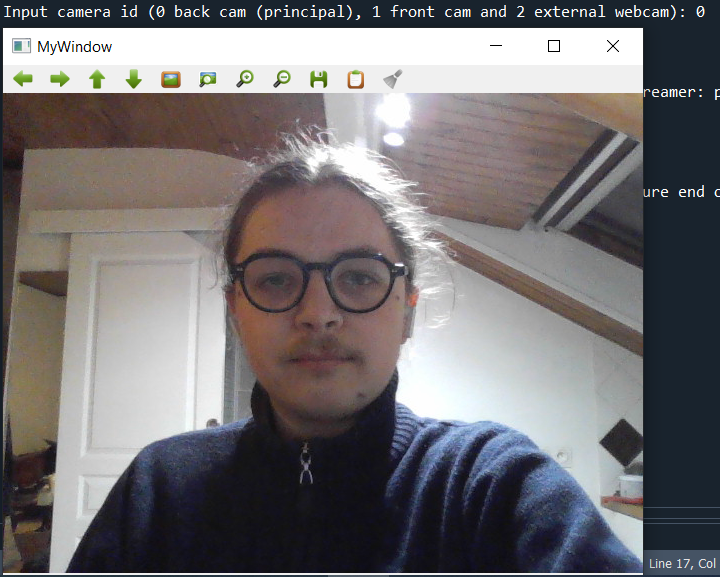 Input camera id (0 back cam (principal), 1 front cam and 2 external webcam): 0
MyWindow
reamer: p
ure end c
Line 17, Col